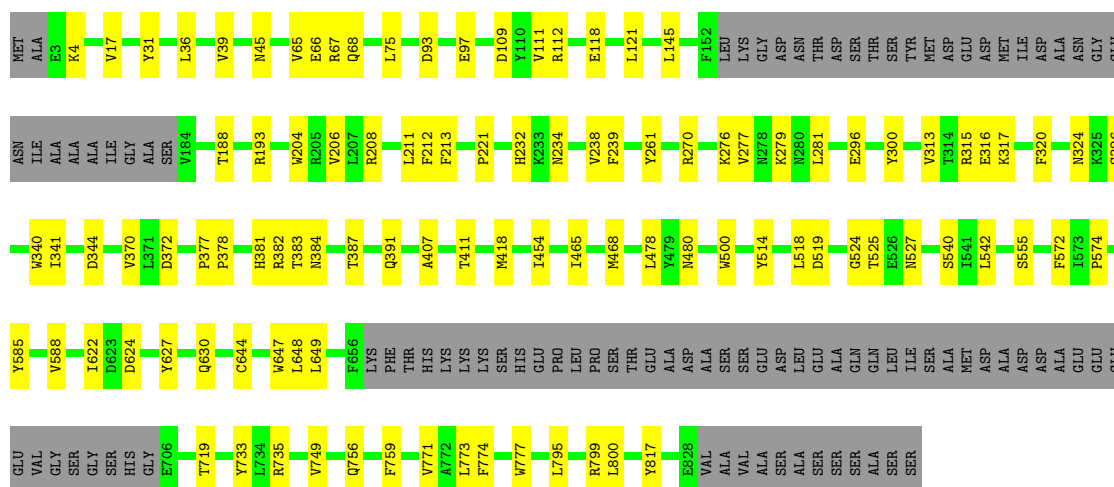 MET ALA E3 K4 V17 Y31 L36 V39 N45 V65 E66 R67 Q68 L75 D93 E97 D109 Y110 V111 R112 E118 L121 L145 F152 LEU LYS GLY ASP ASN THR ASP SER THR SER TYR MET ASP GLU ASP MET ILE ASP ALA ASN GLY
ASN ILE ALA ALA ALA ILE GLY ALA SER V184 T188 R193 W204 R205 V206 L207 R208 L211 F212 F213 P221 H232 K233 N234 V238 F239 Y261 R270 K276 V277 N278 K279 N280 L281 E296 Y300 V313 T314 R315 E316 K317 F320 N324 K325
W340 I341 D344 V370 L371 D372 P377 P378 H381 R382 T383 N384 T387 Q391 A407 T411 M418 I454 I465 M468 L478 Y479 N480 W500 Y514 L518 D519 G524 T525 E526 N527 S540 I541 L542 S555 F572 I573 P574
Y585 V588 I622 D623 D624 Y627 Q630 C644 W647 L648 L649 F656 LYS PHE THR HIS LYS LYS LYS SER HIS GLU PRO LEU PRO SER THR GLU ALA ASP ALA SER SER GLU ASP LEU GLU ALA GLN GLN LEU ILE SER ALA MET ASP ALA ASP ASP ALA GLU GLU
GLU VAL GLY SER GLY SER HIS GLY E706 T719 Y733 L734 R735 V749 Q756 F759 V771 A772 L773 F774 W777 L795 R799 L800 Y817 E828 VAL ALA VAL ALA SER ALA SER SER SER ALA SER SER